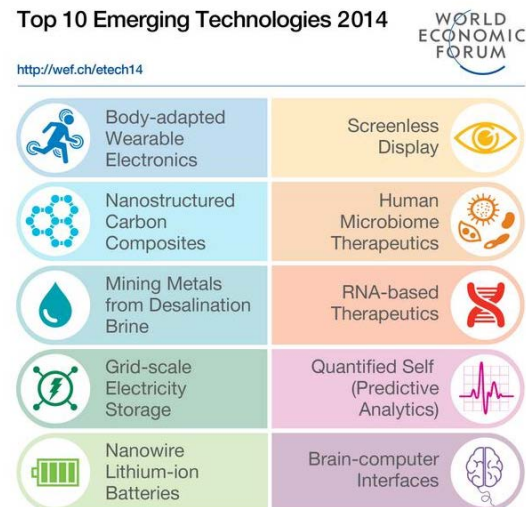 Top 10 Emerging Technologies 2014
WORLD
ECONOMIC
FORUM
http://wef.ch/etech14
Body-adapted
Wearable
Electronics
Screenless
Display
Nanostructured
Carbon
Composites
Human
Microbiome
Therapeutics
Mining Metals
from Desalination
Brine
RNA-based
Therapeutics
Grid-scale
Electricity
Storage
Quantified Self
(Predictive
Analytics)
Nanowire
Lithium-ion
Batteries
Brain-computer
Interfaces